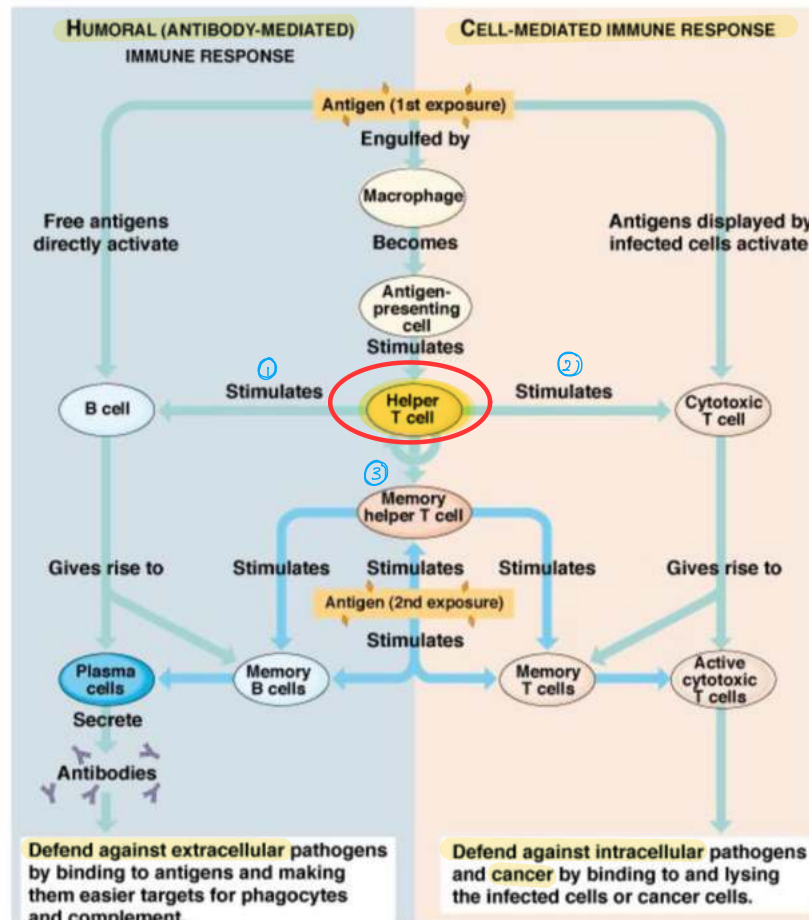 HUMORAL (ANTIBODY-MEDIATED)
IMMUNE RESPONSE
CELL-MEDIATED IMMUNE RESPONSE
Antigen (1st exposure)
Engulfed by
Macrophage
Free antigens
directly activate
Becomes
Antigens displayed by
infected cells activate
Antigen-
presenting
cell
Stimulates
①
Stimulates
②
Stimulates
B cell
Helper
T cell
Cytotoxic
T cell
③
Memory
helper T cell
Gives rise to
Stimulates
Stimulates
Stimulates
Gives rise to
Antigen (2nd exposure)
Stimulates
Plasma
cells
Memory
B cells
Memory
T cells
Active
cytotoxic
T cells
Secrete
Antibodies
Defend against extracellular pathogens
by binding to antigens and making
them easier targets for phagocytes
and complement.
Defend against intracellular pathogens
and cancer by binding to and lysing
the infected cells or cancer cells.